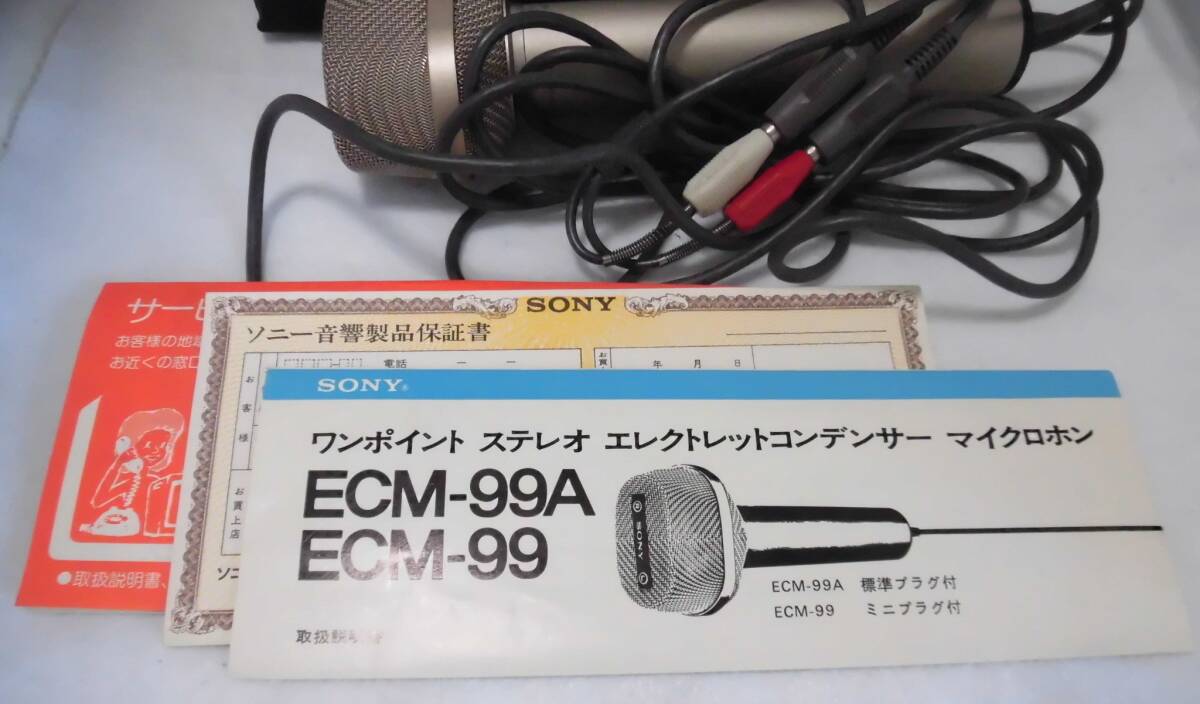 サービ
お客様の地域
お近くの窓口
●取扱説明書、
SONY
ソニー音響製品保証書
お客様
電話 － －
お買
年 月 日
お買上店
ソニ
SONY®
ワンポイント ステレオ エレクトレットコンデンサー マイクロホン
ECM-99A
ECM-99
SONY
ECM-99A 標準プラグ付
ECM-99 ミニプラグ付
取扱説明書